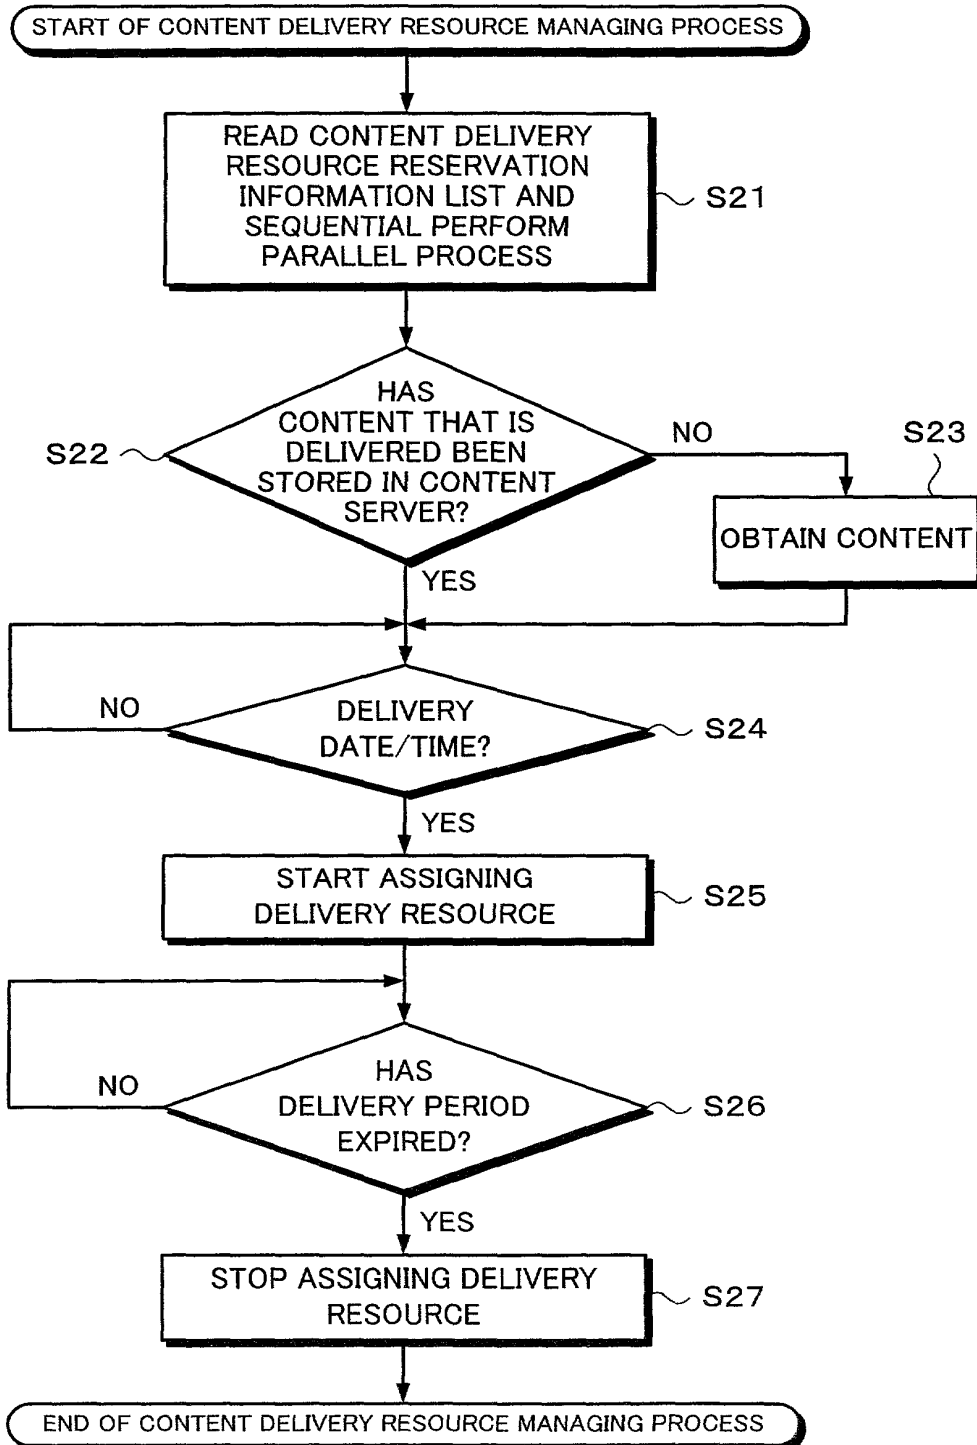 START OF CONTENT DELIVERY RESOURCE MANAGING PROCESS
READ CONTENT DELIVERY
RESOURCE RESERVATION
INFORMATION LIST AND
SEQUENTIAL PERFORM
PARALLEL PROCESS
S21
HAS
CONTENT THAT IS
DELIVERED BEEN
STORED IN CONTENT
SERVER?
S22
NO
S23
OBTAIN CONTENT
YES
NO
DELIVERY
DATE/TIME?
S24
YES
START ASSIGNING
DELIVERY RESOURCE
S25
NO
HAS
DELIVERY PERIOD
EXPIRED?
S26
YES
STOP ASSIGNING DELIVERY
RESOURCE
S27
END OF CONTENT DELIVERY RESOURCE MANAGING PROCESS